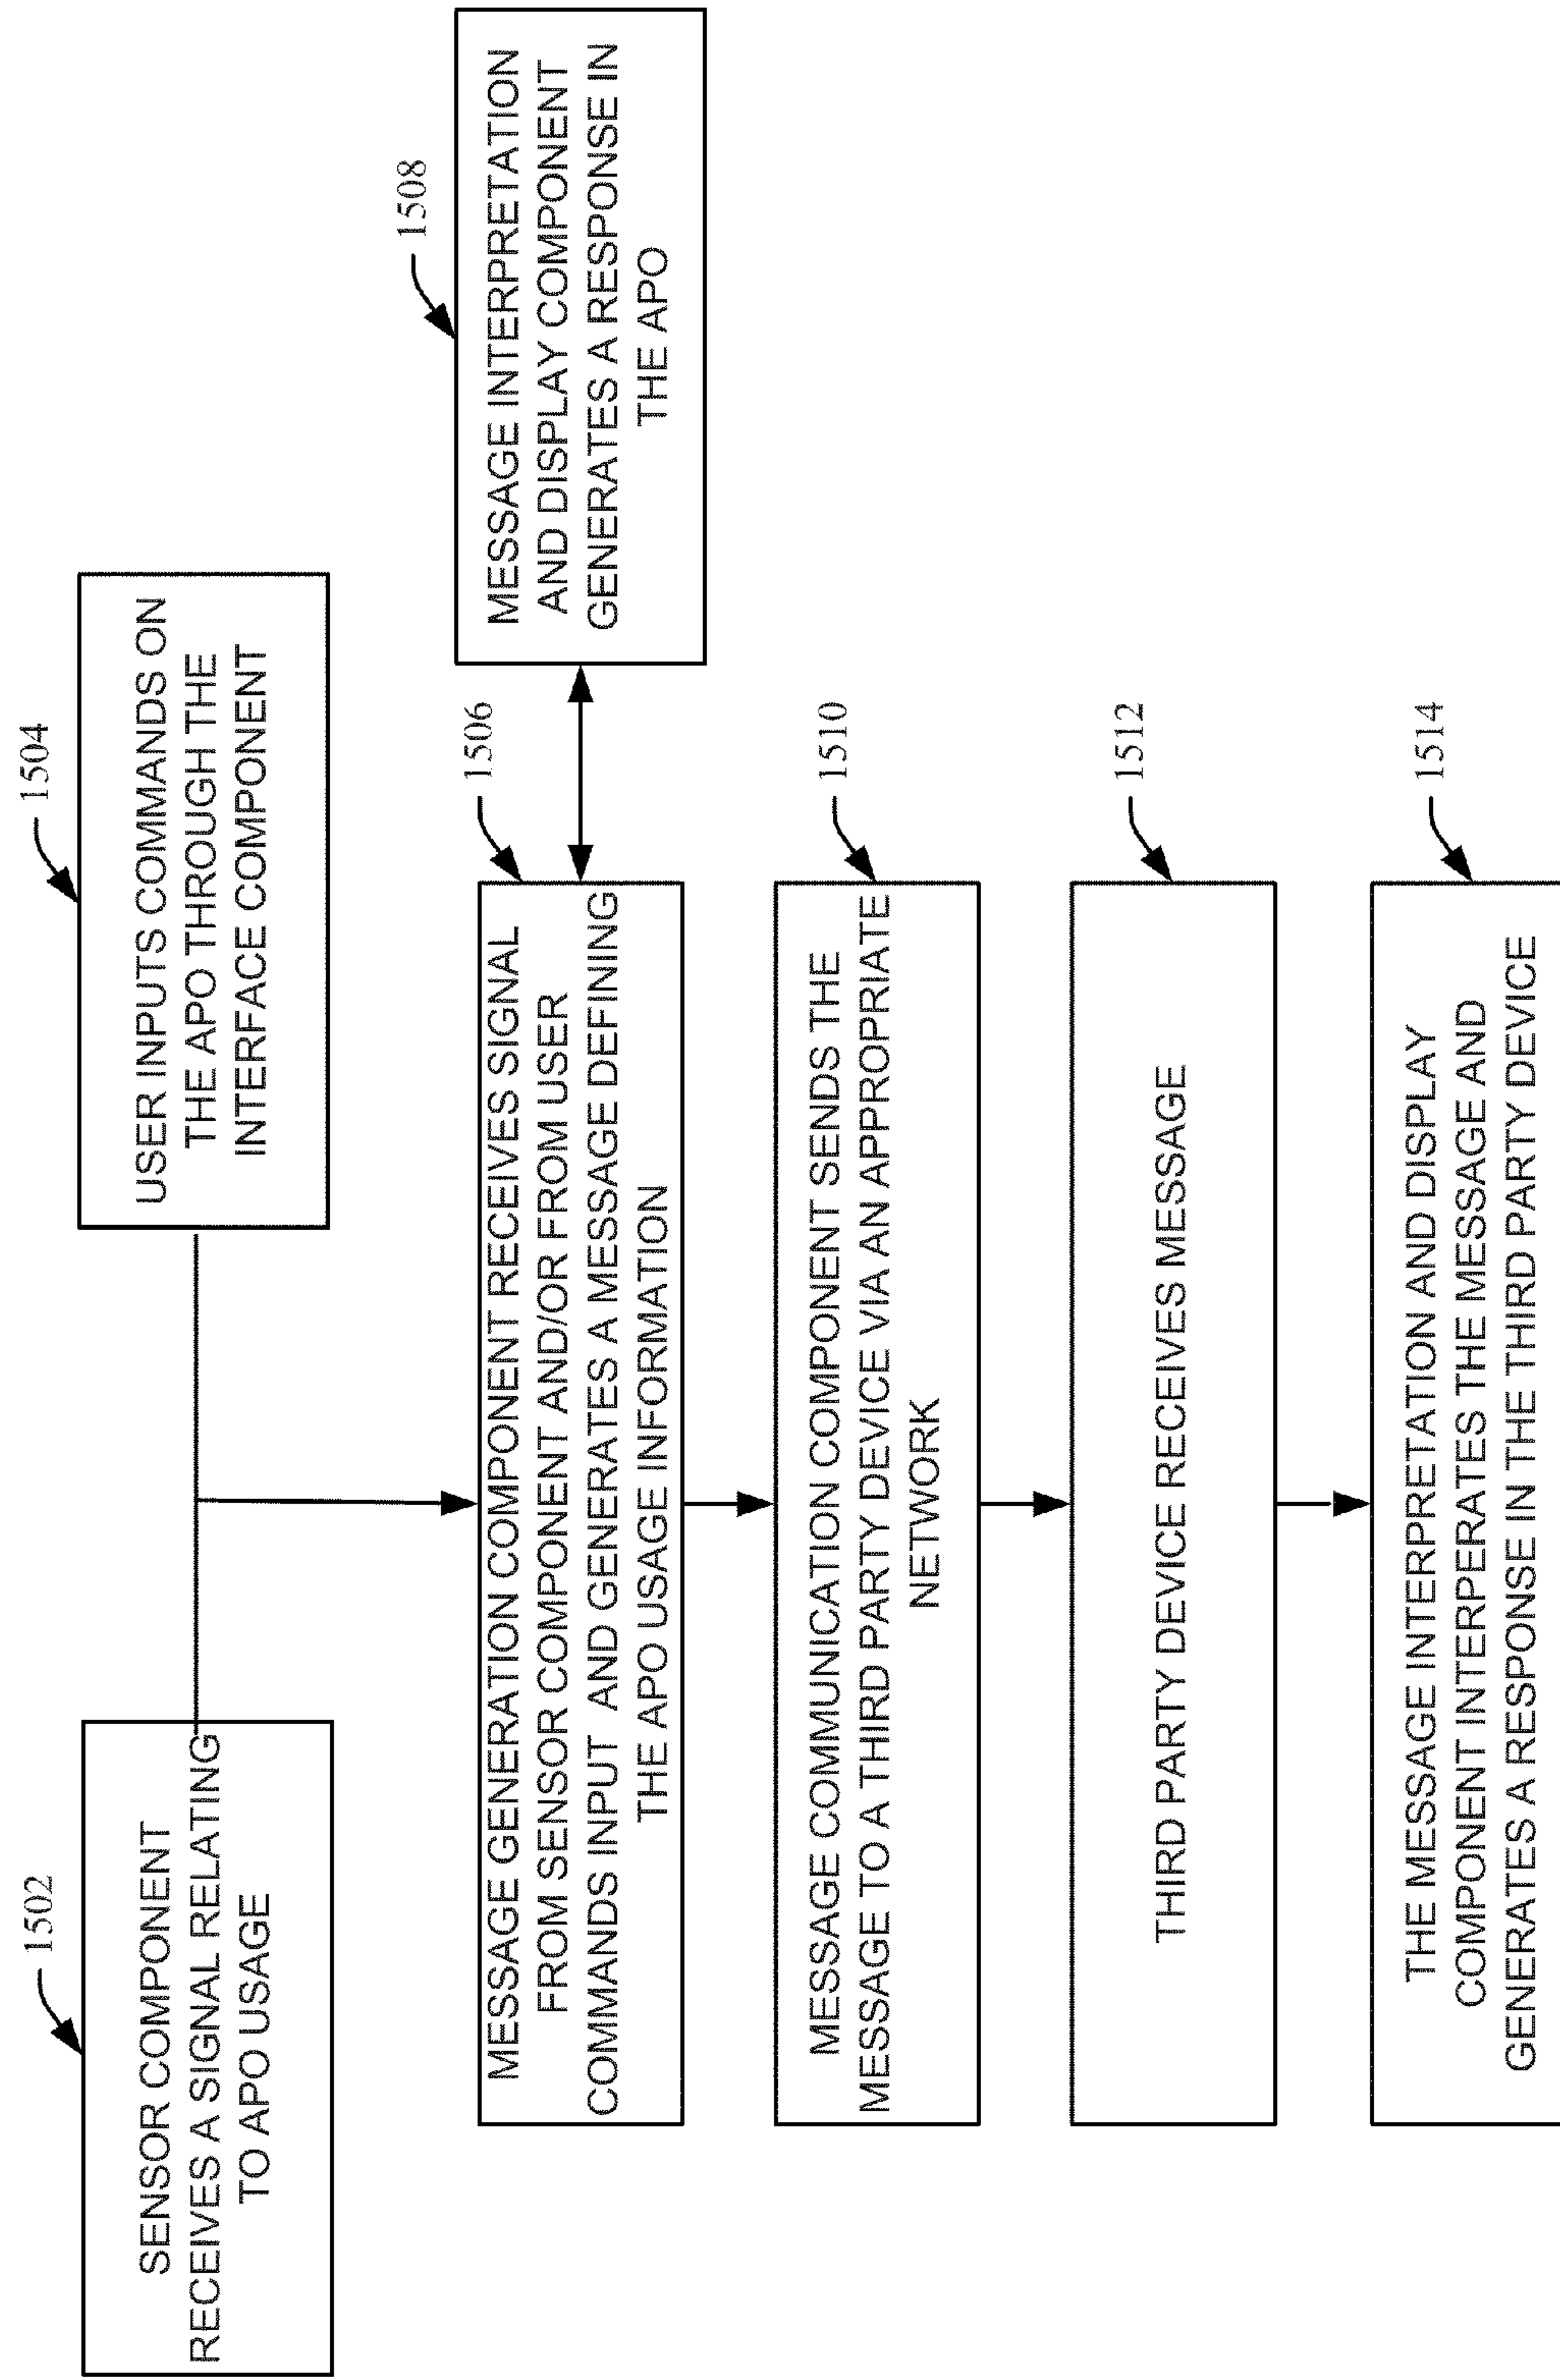 1502
SENSOR COMPONENT
RECEIVES A SIGNAL RELATING
TO APO USAGE
1504
USER INPUTS COMMANDS ON
THE APO THROUGH THE
INTERFACE COMPONENT
1506
MESSAGE GENERATION COMPONENT RECEIVES SIGNAL
FROM SENSOR COMPONENT AND/OR FROM USER
COMMANDS INPUT AND GENERATES A MESSAGE DEFINING
THE APO USAGE INFORMATION
1508
MESSAGE INTERPRETATION
AND DISPLAY COMPONENT
GENERATES A RESPONSE IN
THE APO
1510
MESSAGE COMMUNICATION COMPONENT SENDS THE
MESSAGE TO A THIRD PARTY DEVICE VIA AN APPROPRIATE
NETWORK
1512
THIRD PARTY DEVICE RECEIVES MESSAGE
1514
THE MESSAGE INTERPRETATION AND DISPLAY
COMPONENT INTERPERATES THE MESSAGE AND
GENERATES A RESPONSE IN THE THIRD PARTY DEVICE